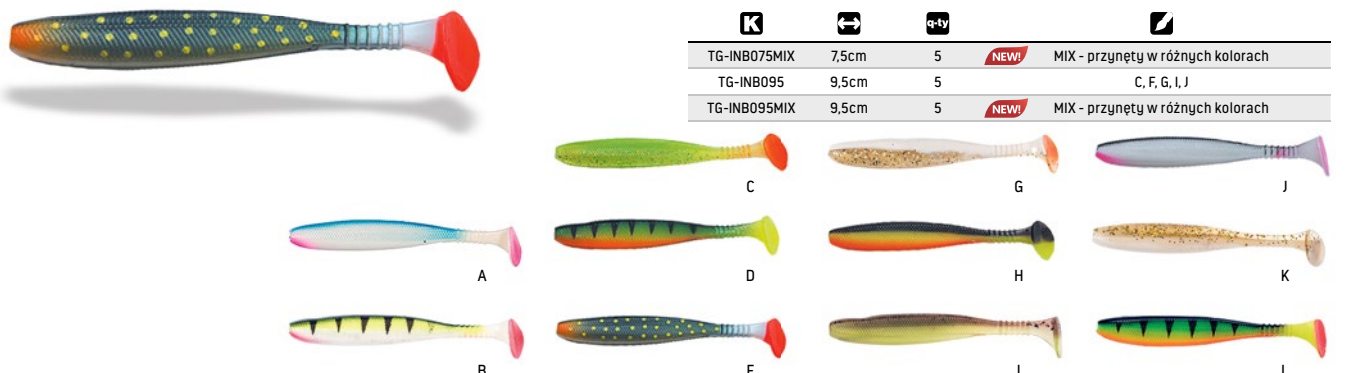 K q-ty
TG-INB075MIX 7,5cm 5 NEW! MIX - przynęty w różnych kolorach
TG-INB095 9,5cm 5 C, F, G, I, J
TG-INB095MIX 9,5cm 5 NEW! MIX - przynęty w różnych kolorach
C G J
A D H K
B I L